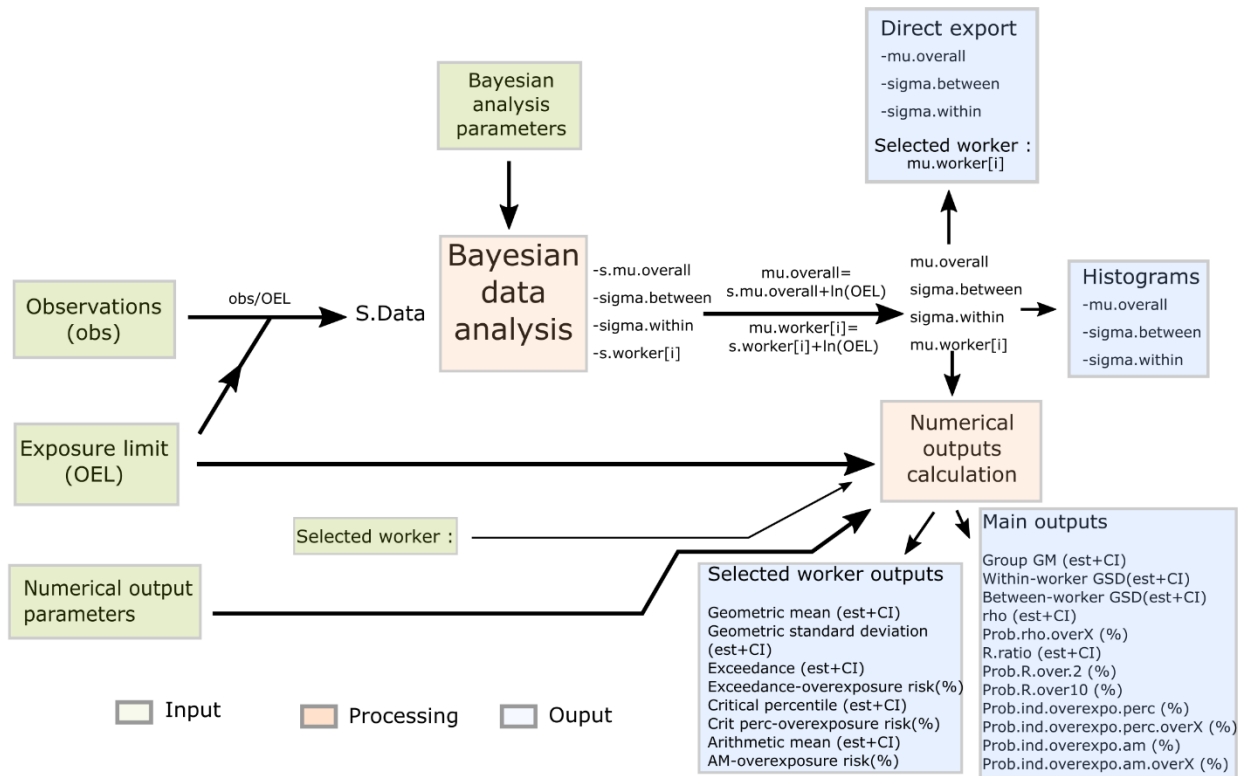 Direct export
-mu.overall
-sigma.between
-sigma.within
Selected worker :
mu.worker[i]
Bayesian
analysis
parameters
Observations
(obs)
obs/OEL
S.Data
Bayesian
data
analysis
-s.mu.overall
-sigma.between
-sigma.within
-s.worker[i]
mu.overall=
s.mu.overall+ln(OEL)
mu.worker[i]=
s.worker[i]+ln(OEL)
mu.overall
sigma.between
sigma.within
mu.worker[i]
Histograms
-mu.overall
-sigma.between
-sigma.within
Exposure limit
(OEL)
Numerical
outputs
calculation
Selected worker :
Numerical output
parameters
Selected worker outputs
Geometric mean (est+CI)
Geometric standard deviation
(est+CI)
Exceedance (est+CI)
Exceedance-overexposure risk(%)
Critical percentile (est+CI)
Crit perc-overexposure risk(%)
Arithmetic mean (est+CI)
AM-overexposure risk(%)
Main outputs
Group GM (est+CI)
Within-worker GSD(est+CI)
Between-worker GSD(est+CI)
rho (est+CI)
Prob.rho.overX (%)
R.ratio (est+CI)
Prob.R.over.2 (%)
Prob.R.over10 (%)
Prob.ind.overexpo.perc (%)
Prob.ind.overexpo.perc.overX (%)
Prob.ind.overexpo.am (%)
Prob.ind.overexpo.am.overX (%)
Input
Processing
Ouput